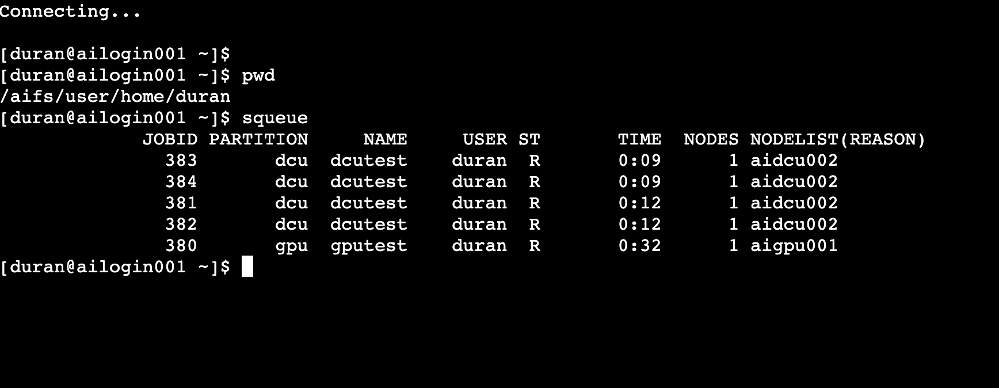 Connecting...
[duran@ailogin001 ~]$
[duran@ailogin001 ~]$ pwd
/aifs/user/home/duran
[duran@ailogin001 ~]$ squeue
             JOBID PARTITION     NAME     USER ST       TIME  NODES NODELIST(REASON)
               383       dcu  dcutest    duran  R       0:09      1 aidcu002
               384       dcu  dcutest    duran  R       0:09      1 aidcu002
               381       dcu  dcutest    duran  R       0:12      1 aidcu002
               382       dcu  dcutest    duran  R       0:12      1 aidcu002
               380       gpu  gputest    duran  R       0:32      1 aigpu001
[duran@ailogin001 ~]$